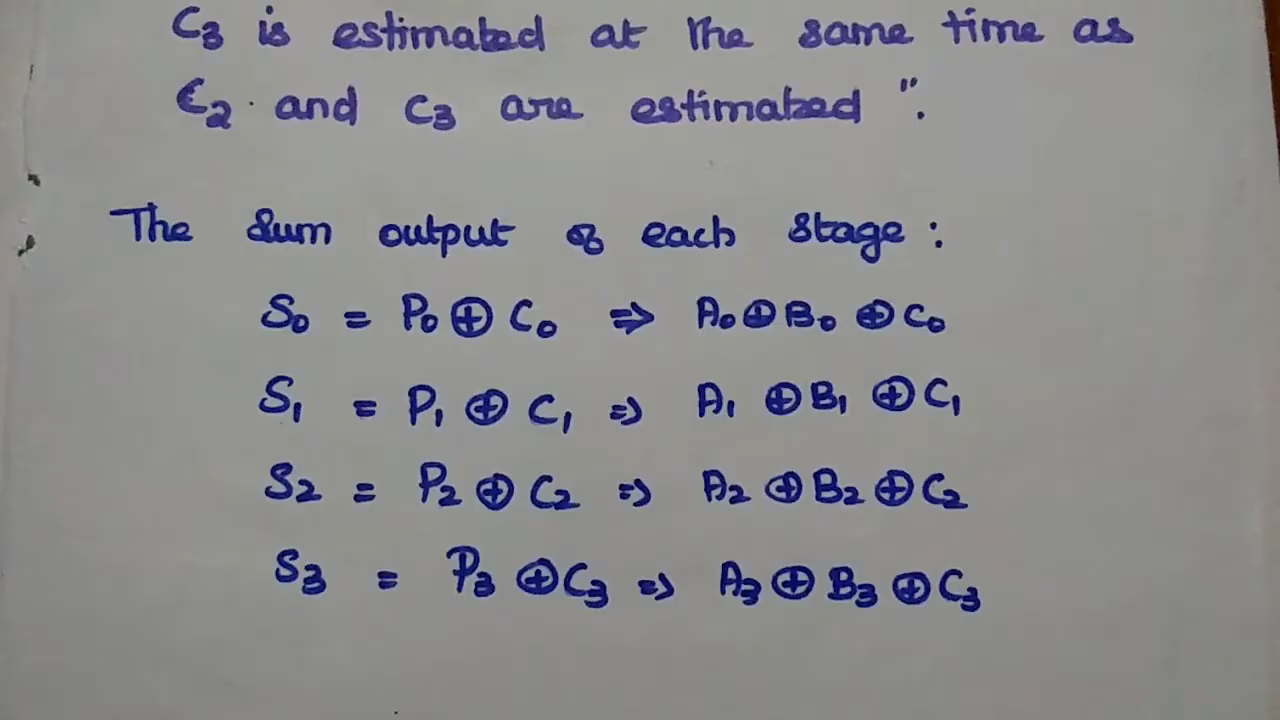 C3 is estimated at the same time as
C2 and C3 are estimated ".
The Sum output of each stage :
S0 = P0 ⊕ C0 ⇒ A0 ⊕ B0 ⊕ C0
S1 = P1 ⊕ C1 ⇒ A1 ⊕ B1 ⊕ C1
S2 = P2 ⊕ C2 ⇒ A2 ⊕ B2 ⊕ C2
S3 = P3 ⊕ C3 ⇒ A3 ⊕ B3 ⊕ C3